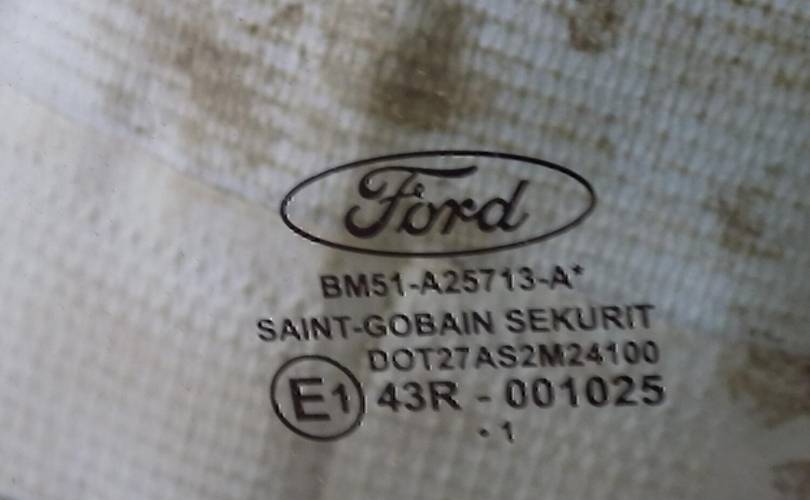 Ford
BM51-A25713-A*
SAINT-GOBAIN SEKURIT
DOT27AS2M24100
E1 43R - 001025
· 1